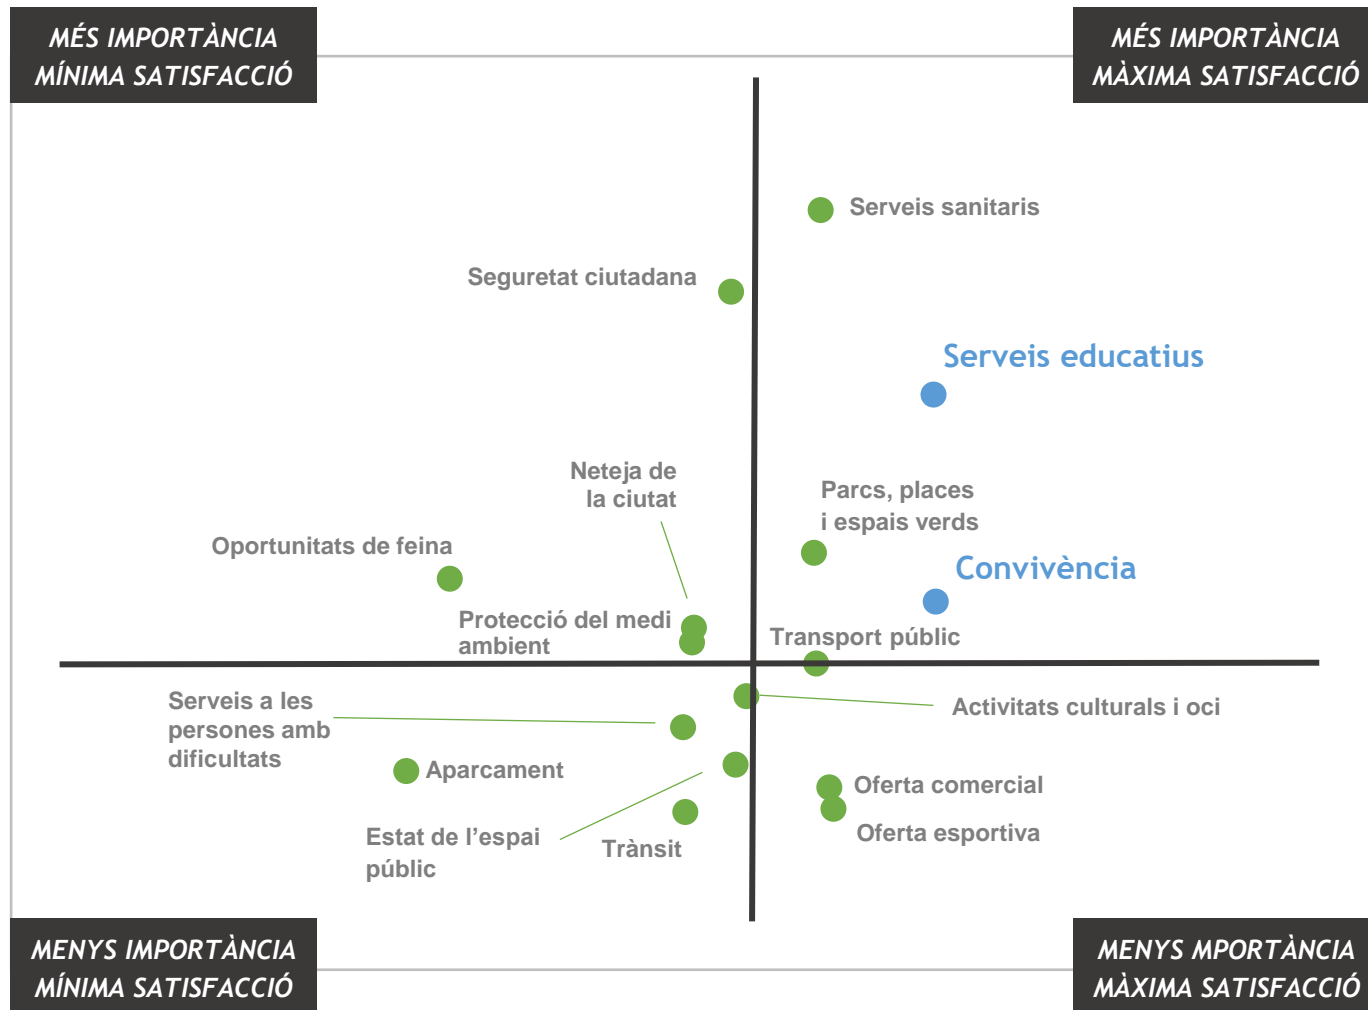 MÉS IMPORTÀNCIA
MÍNIMA SATISFACCIÓ
MÉS IMPORTÀNCIA
MÀXIMA SATISFACCIÓ
Serveis sanitaris
Seguretat ciutadana
Serveis educatius
Neteja de
la ciutat
Parcs, places
i espais verds
Oportunitats de feina
Convivència
Protecció del medi
ambient
Transport públic
Serveis a les
persones amb
dificultats
Activitats culturals i oci
Aparcament
Oferta comercial
Estat de l’espai
públic
Trànsit
Oferta esportiva
MENYS IMPORTÀNCIA
MÍNIMA SATISFACCIÓ
MENYS MPORTÀNCIA
MÀXIMA SATISFACCIÓ